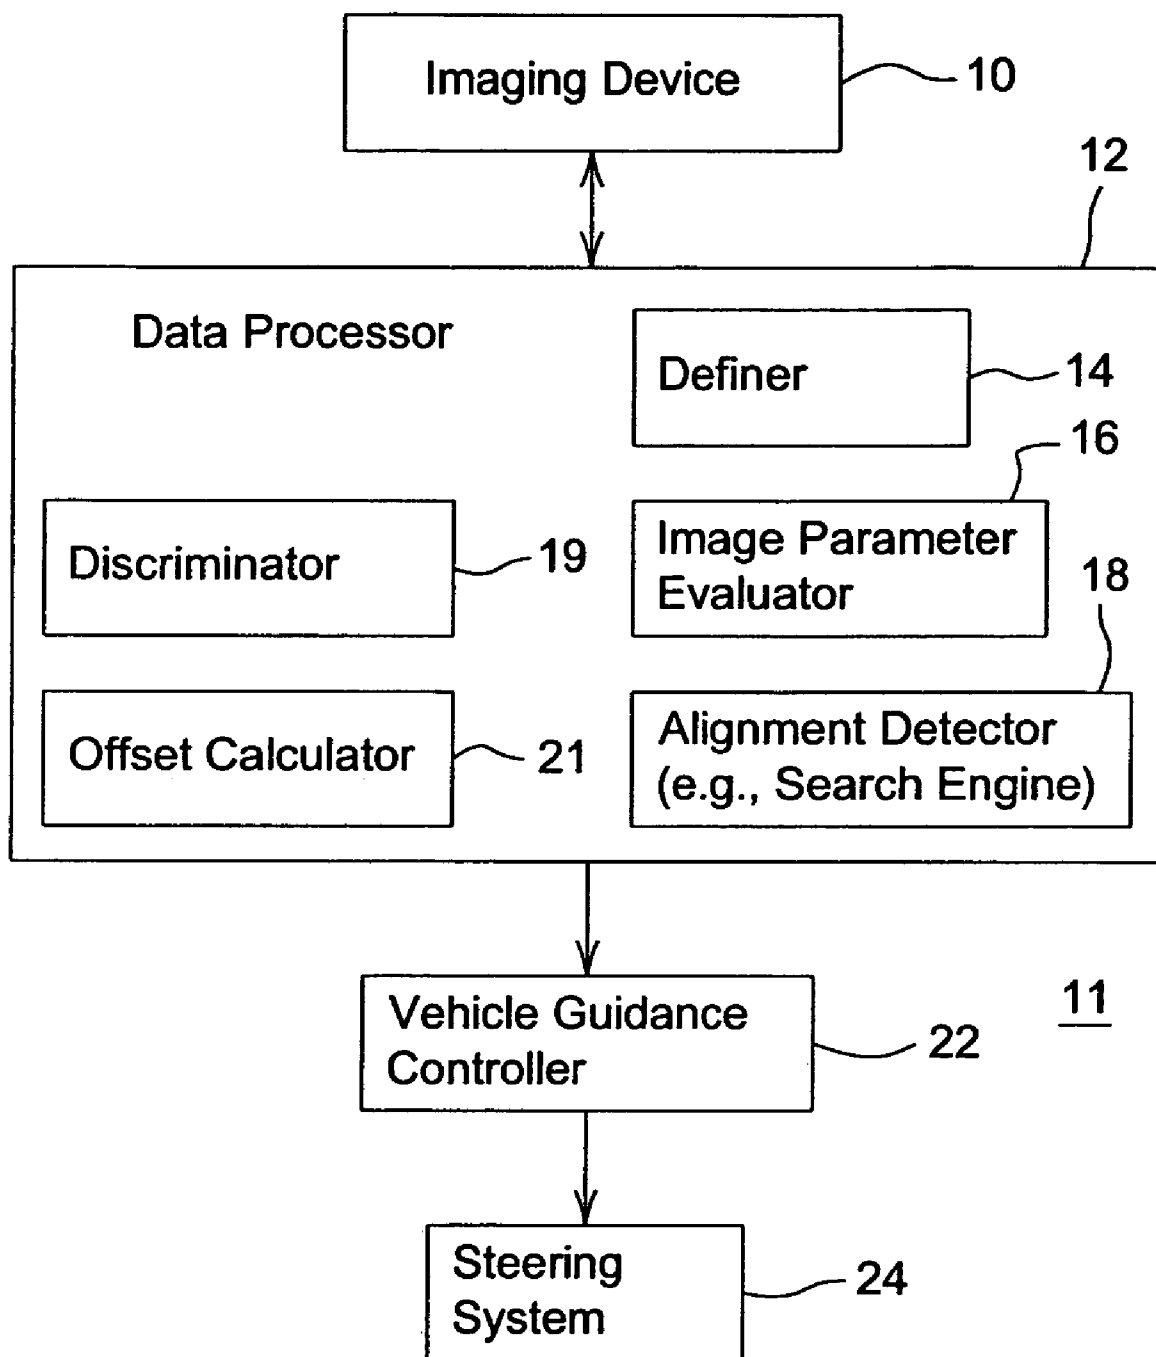 Imaging Device
10
12
Data Processor
Definer
14
16
Discriminator
19
Image Parameter
Evaluator
18
Offset Calculator
21
Alignment Detector
(e.g., Search Engine)
Vehicle Guidance
Controller
22
11
Steering
System
24